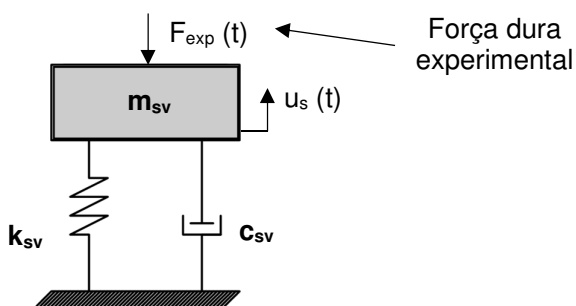 F_exp (t)
Força dura
experimental
m_sv
u_s (t)
k_sv
c_sv